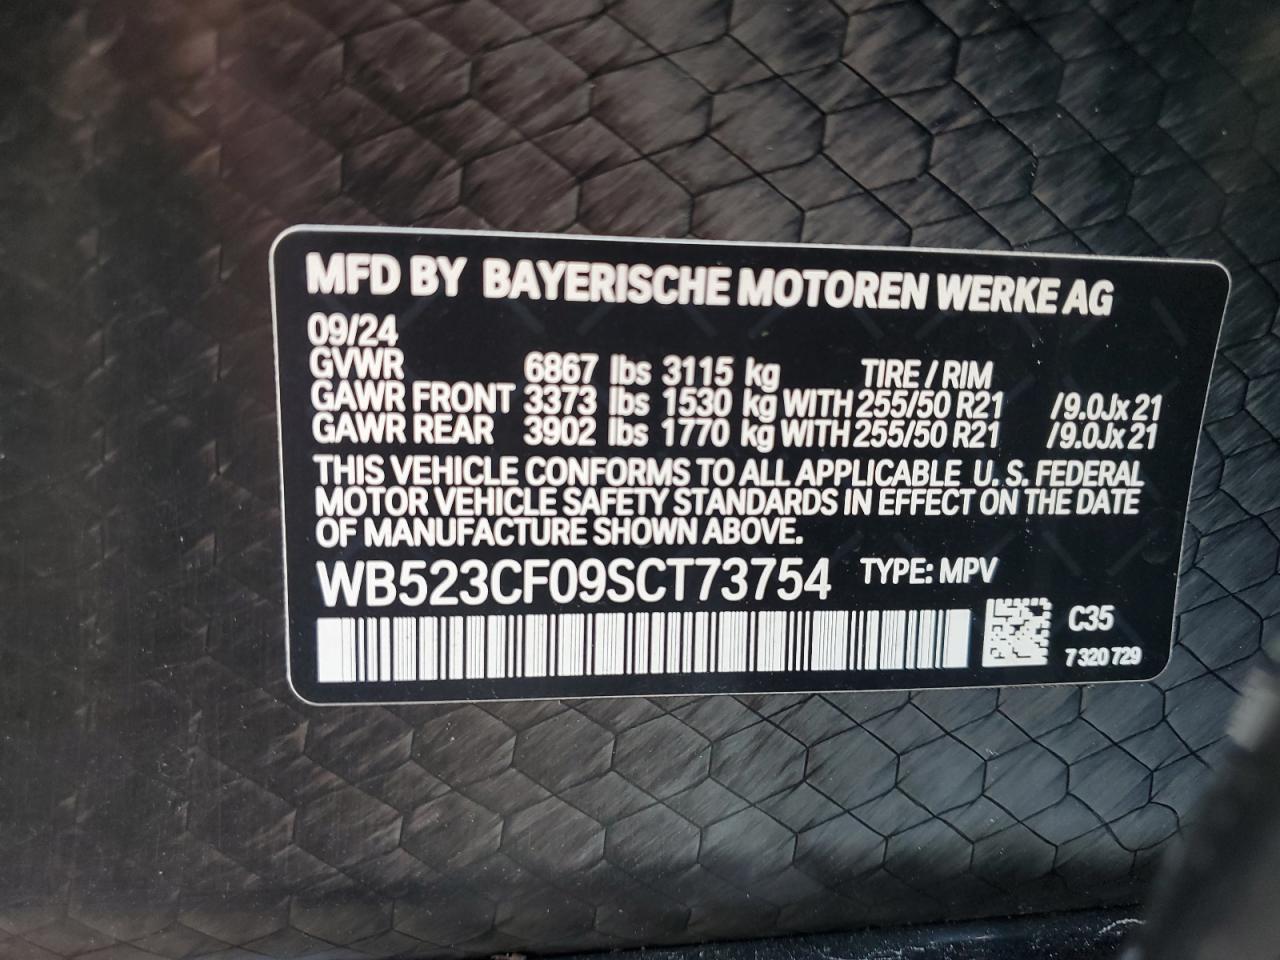 MFD BY BAYERISCHE MOTOREN WERKE AG
09/24
GVWR 6867 lbs 3115 kg TIRE / RIM
GAWR FRONT 3373 lbs 1530 kg WITH 255/50 R21 /9.0Jx21
GAWR REAR 3902 lbs 1770 kg WITH 255/50 R21 /9.0Jx21
THIS VEHICLE CONFORMS TO ALL APPLICABLE U. S. FEDERAL
MOTOR VEHICLE SAFETY STANDARDS IN EFFECT ON THE DATE
OF MANUFACTURE SHOWN ABOVE.
WB523CF09SCT73754 TYPE: MPV
C35
7 320 729